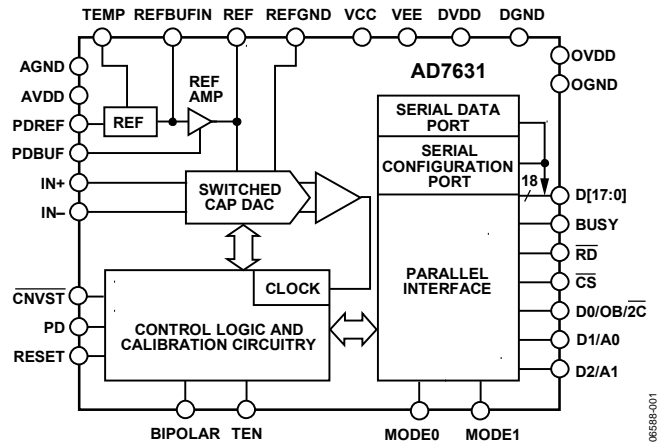 TEMP REFBUFIN REF REFGND VCC VEE DVDD DGND
AGND
AVDD
PDREF
PDBUF
IN+
IN–
CNVST
PD
RESET
REF
REF
AMP
SWITCHED
CAP DAC
CLOCK
CONTROL LOGIC AND
CALIBRATION CIRCUITRY
AD7631
SERIAL DATA
PORT
SERIAL
CONFIGURATION
PORT
18
PARALLEL
INTERFACE
OVDD
OGND
D[17:0]
BUSY
RD
CS
D0/OB/2C
D1/A0
D2/A1
BIPOLAR TEN MODE0 MODE1
06588-001